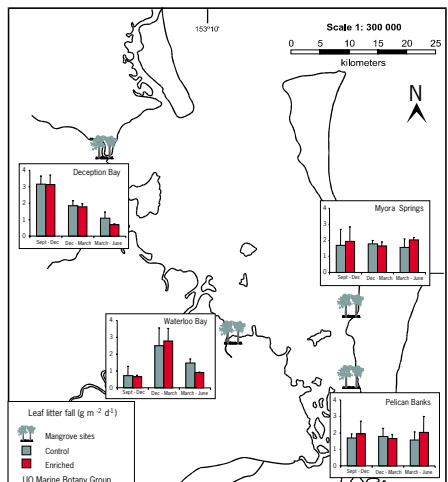 153°10'
Scale 1: 300 000
0 5 10 15 20 25
kilometers
N
Deception Bay
4
3
2
1
0
Sept - Dec Dec - March March - June
Myora Springs
4
3
2
1
0
Sept - Dec Dec - March March - June
Waterloo Bay
4
3
2
1
0
Sept - Dec Dec - March March - June
Pelican Banks
4
3
2
1
0
Sept - Dec Dec - March March - June
Leaf litter fall (g m⁻² d⁻¹)
Mangrove sites
Control
Enriched
UQ Marine Botany Group